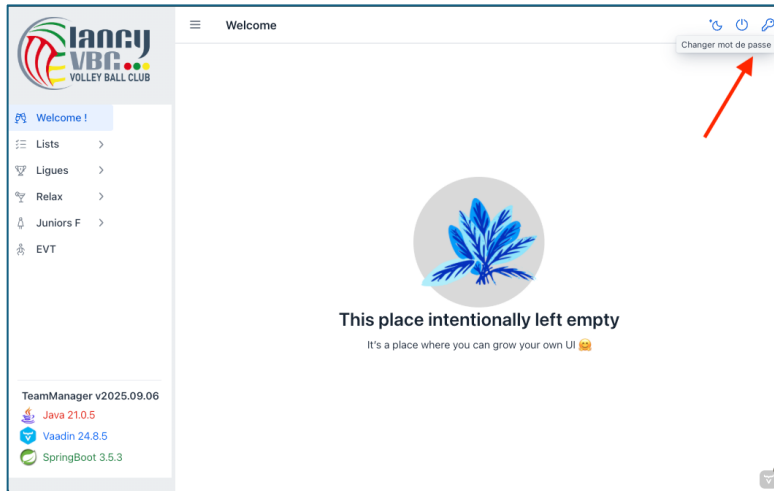 lancy
VBC
VOLLEY BALL CLUB
Welcome
Changer mot de passe
Welcome !
Lists
Ligues
Relax
Juniors F
EVT
This place intentionally left empty
It's a place where you can grow your own UI 🤗
TeamManager v2025.09.06
Java 21.0.5
Vaadin 24.8.5
SpringBoot 3.5.3